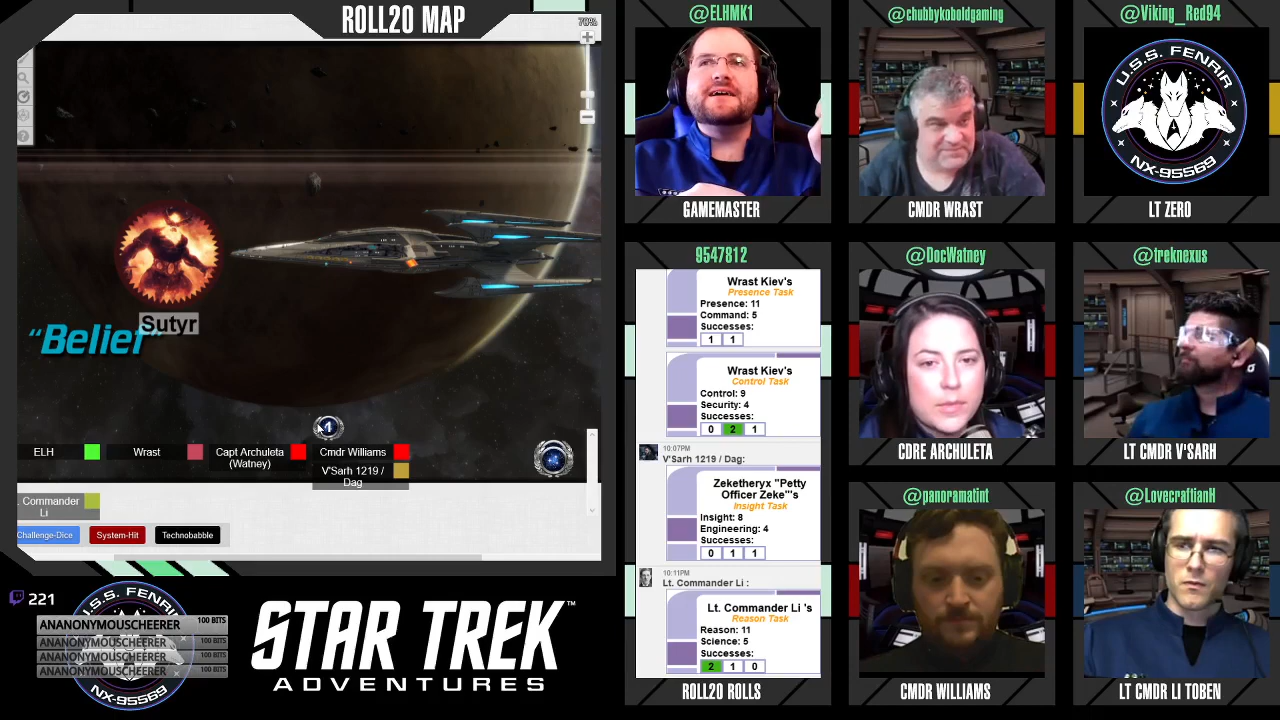 ROLL20 MAP
70%
"Belief"
Sutyr
ELH
Wrast
Capt Archuleta
(Watney)
Cmdr Williams
V'Sarh 1219 /
Dag
Commander
Li
Challenge-Dice
System-Hit
Technobabble
221
ANANONYMOUSCHEERER 100 BITS
ANANONYMOUSCHEERER 100 BITS
ANANONYMOUSCHEERER 100 BITS
ANANONYMOUSCHEERER 100 BITS
NX-95569
STAR TREK™
ADVENTURES
@ELHMK1
GAMEMASTER
@chubbykoboldgaming
CMDR WRAST
@Viking_Red94
U.S.S. FENRIR
NX-95569
LT ZERO
9547812
Wrast Kiev's
Presence Task
Presence: 11
Command: 5
Successes:
1 1
Wrast Kiev's
Control Task
Control: 9
Security: 4
Successes:
0 2 1
10:07PM
V'Sarh 1219 / Dag:
Zeketheryx "Petty
Officer Zeke"'s
Insight Task
Insight: 8
Engineering: 4
Successes:
0 1 1
10:11PM
Lt. Commander Li :
Lt. Commander Li 's
Reason Task
Reason: 11
Science: 5
Successes:
2 1 0
ROLL20 ROLLS
@DocWatney
CDRE ARCHULETA
@treknexus
LT CMDR V'SARH
@panoramatint
CMDR WILLIAMS
@LovecraftianH
LT CMDR LI TOBEN